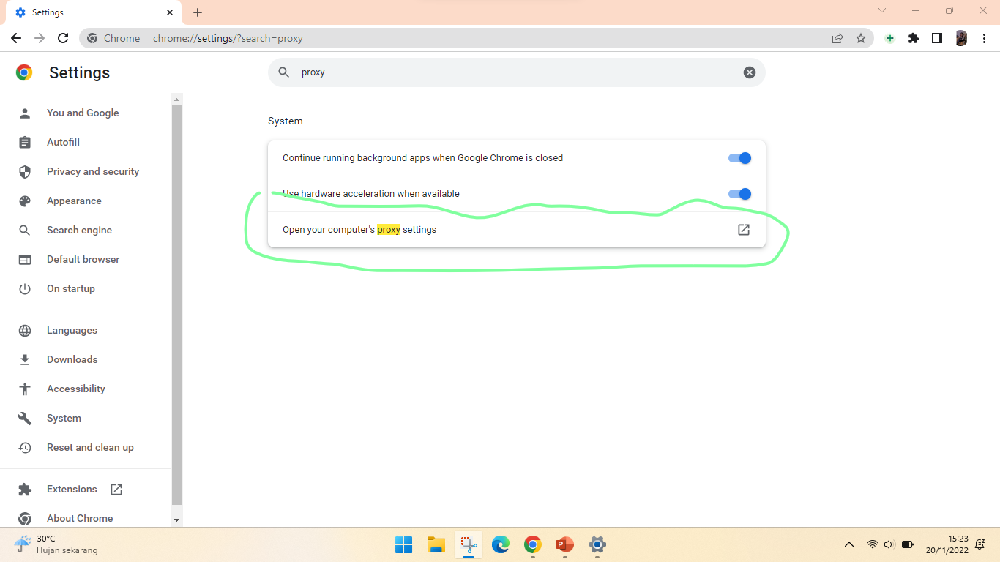 Settings
Chrome
chrome://settings/?search=proxy
Settings
proxy
You and Google
Autofill
Privacy and security
Appearance
Search engine
Default browser
On startup
Languages
Downloads
Accessibility
System
Reset and clean up
Extensions
About Chrome
System
Continue running background apps when Google Chrome is closed
Use hardware acceleration when available
Open your computer's proxy settings
30°C
Hujan sekarang
15:23
20/11/2022